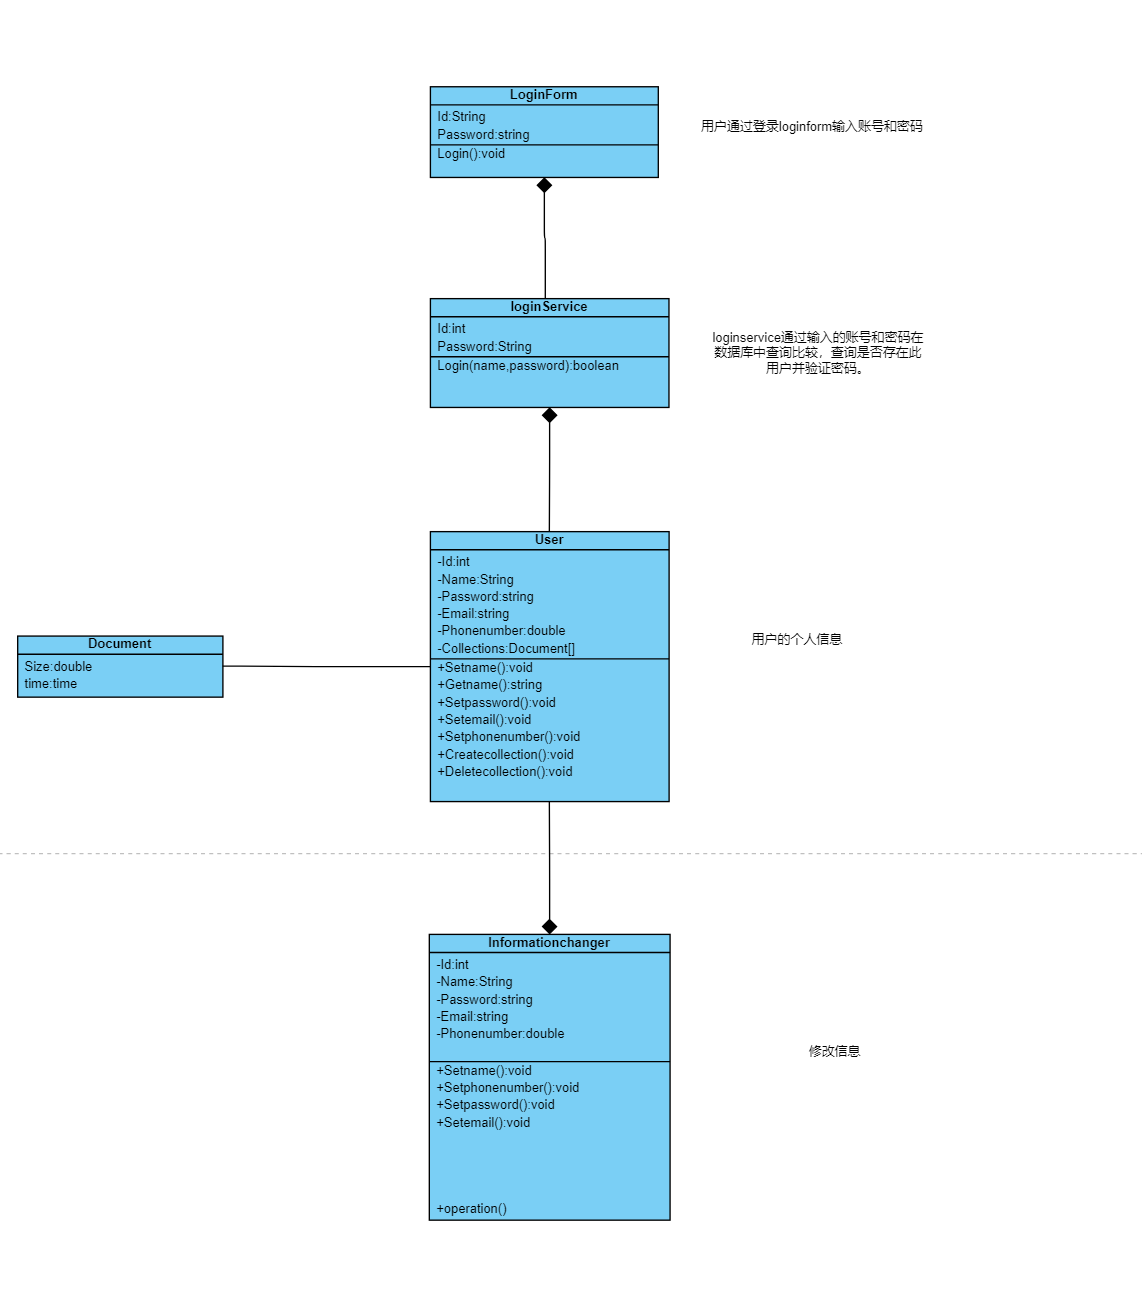 LoginForm
Id:String
Password:string
Login():void
用户通过登录loginform输入账号和密码
loginService
Id:int
Password:String
Login(name,password):boolean
loginservice通过输入的账号和密码在
数据库中查询比较，查询是否存在此
用户并验证密码。
User
-Id:int
-Name:String
-Password:string
-Email:string
-Phonenumber:double
-Collections:Document[]
+Setname():void
+Getname():string
+Setpassword():void
+Setemail():void
+Setphonenumber():void
+Createcollection():void
+Deletecollection():void
用户的个人信息
Document
Size:double
time:time
Informationchanger
-Id:int
-Name:String
-Password:string
-Email:string
-Phonenumber:double
+Setname():void
+Setphonenumber():void
+Setpassword():void
+Setemail():void
+operation()
修改信息